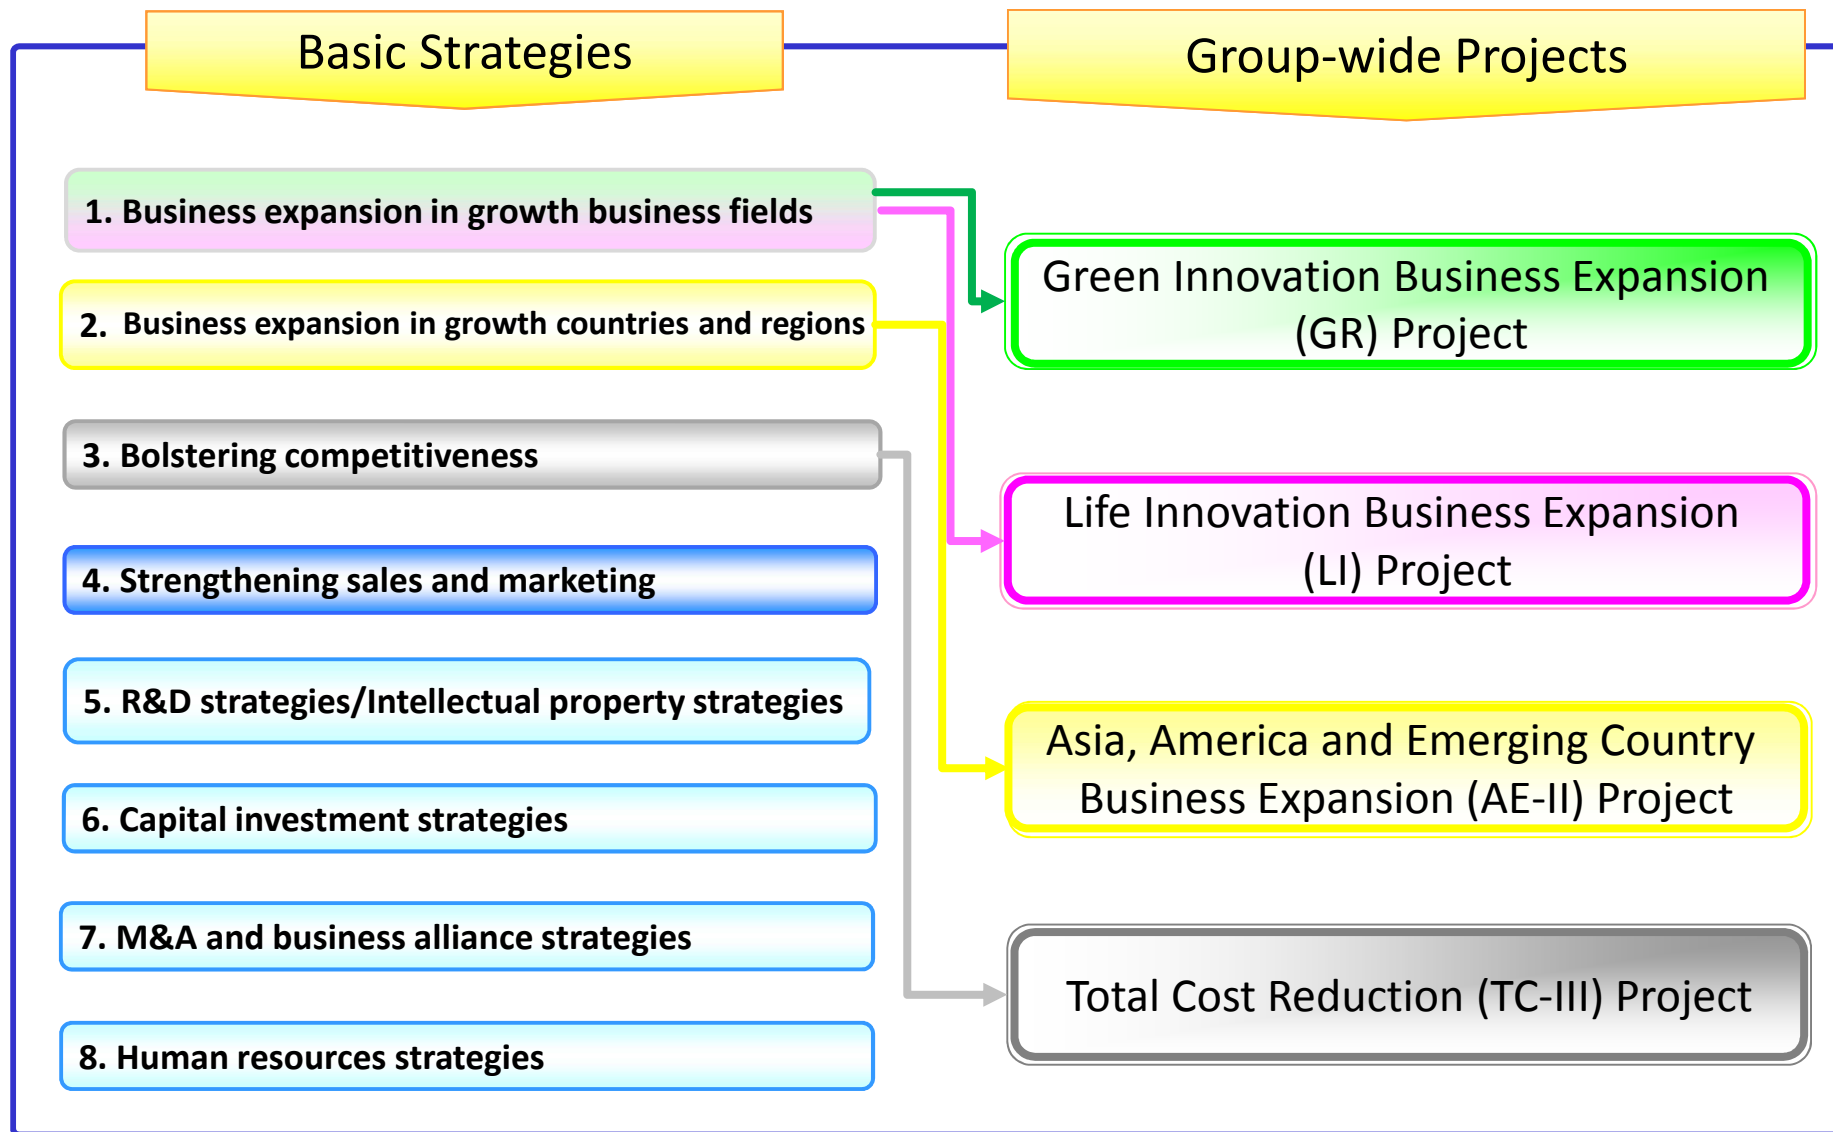 Basic Strategies
Group-wide Projects
1. Business expansion in growth business fields
2. Business expansion in growth countries and regions
3. Bolstering competitiveness
4. Strengthening sales and marketing
5. R&D strategies/Intellectual property strategies
6. Capital investment strategies
7. M&A and business alliance strategies
8. Human resources strategies
Green Innovation Business Expansion
(GR) Project
Life Innovation Business Expansion
(LI) Project
Asia, America and Emerging Country
Business Expansion (AE-II) Project
Total Cost Reduction (TC-III) Project